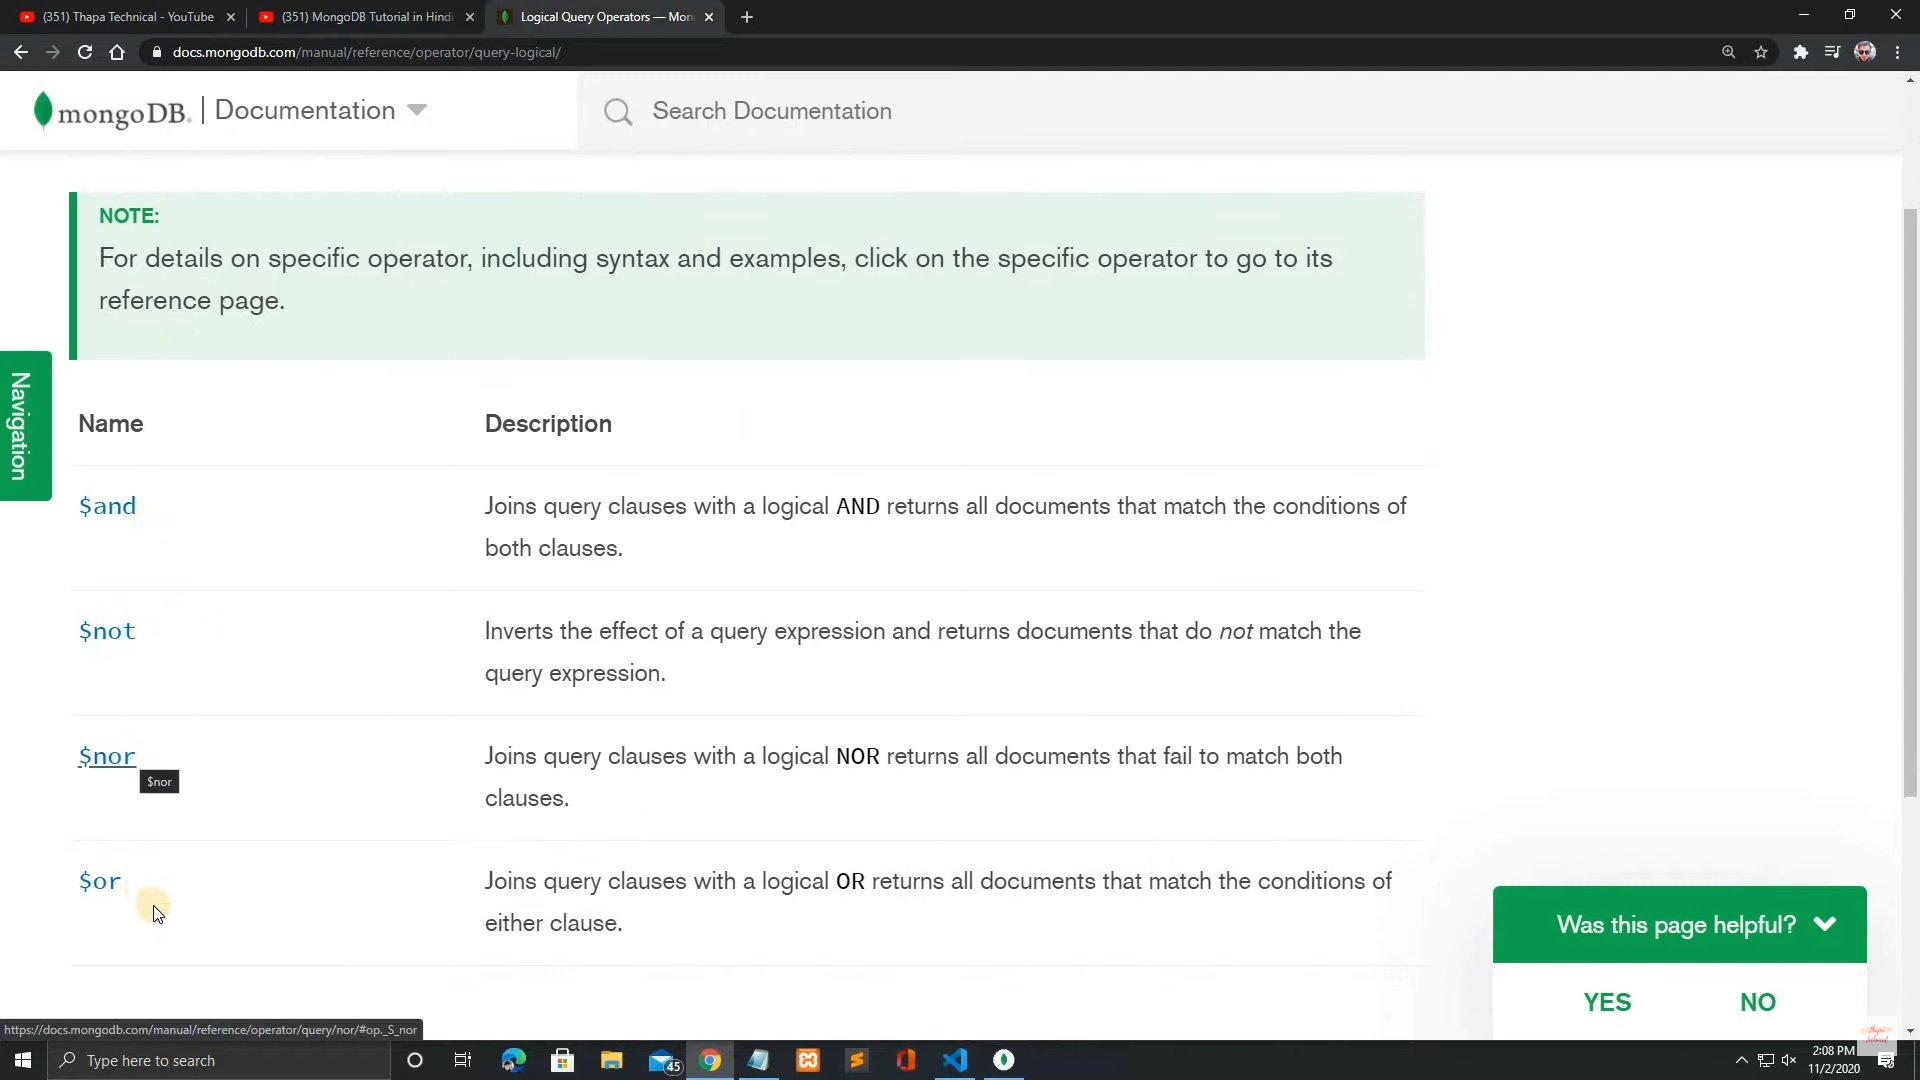 (351) Thapa Technical - YouTube
(351) MongoDB Tutorial in Hindi
Logical Query Operators — Mon
docs.mongodb.com/manual/reference/operator/query-logical/
mongoDB. | Documentation
Search Documentation
NOTE:
For details on specific operator, including syntax and examples, click on the specific operator to go to its
reference page.
Navigation
Name Description
$and Joins query clauses with a logical AND returns all documents that match the conditions of
both clauses.
$not Inverts the effect of a query expression and returns documents that do not match the
query expression.
$nor Joins query clauses with a logical NOR returns all documents that fail to match both
$nor
clauses.
$or Joins query clauses with a logical OR returns all documents that match the conditions of
either clause.
Was this page helpful?
YES NO
https://docs.mongodb.com/manual/reference/operator/query/nor/#op._S_nor
Type here to search
45
2:08 PM
11/2/2020